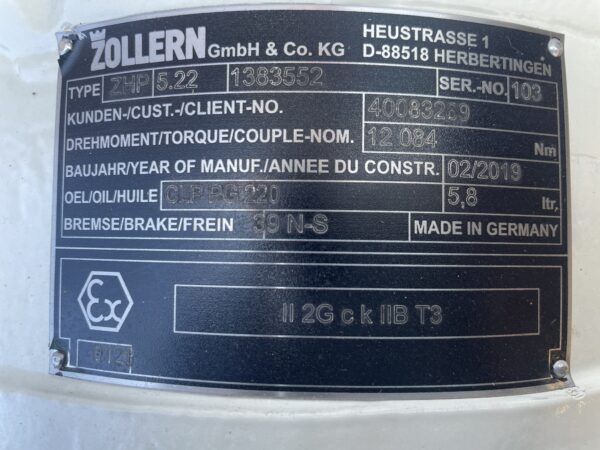 ZOLLERN GmbH & Co. KG
HEUSTRASSE 1
D-88518 HERBERTINGEN
TYPE ZHP 5.22 1383552 SER.-NO. 103
KUNDEN-/CUST.-/CLIENT-NO. 40083259
DREHMOMENT/TORQUE/COUPLE-NOM. 12 084 Nm
BAUJAHR/YEAR OF MANUF./ANNEE DU CONSTR. 02/2019
OEL/OIL/HUILE CLP PG 220 5,8 ltr.
BREMSE/BRAKE/FREIN 39 N-S MADE IN GERMANY
Ex II 2G c k IIB T3